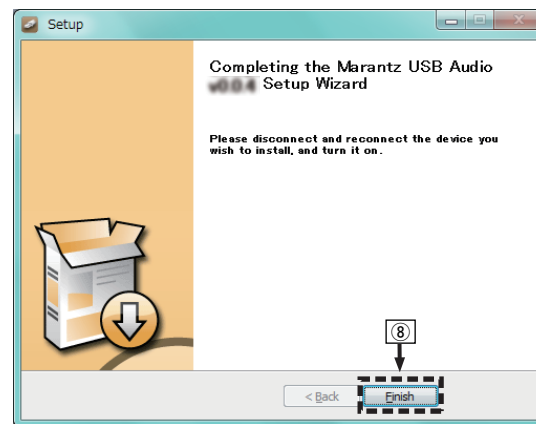 Setup
Completing the Marantz USB Audio
Setup Wizard
Please disconnect and reconnect the device you
wish to install, and turn it on.
⑧
< Back
Finish